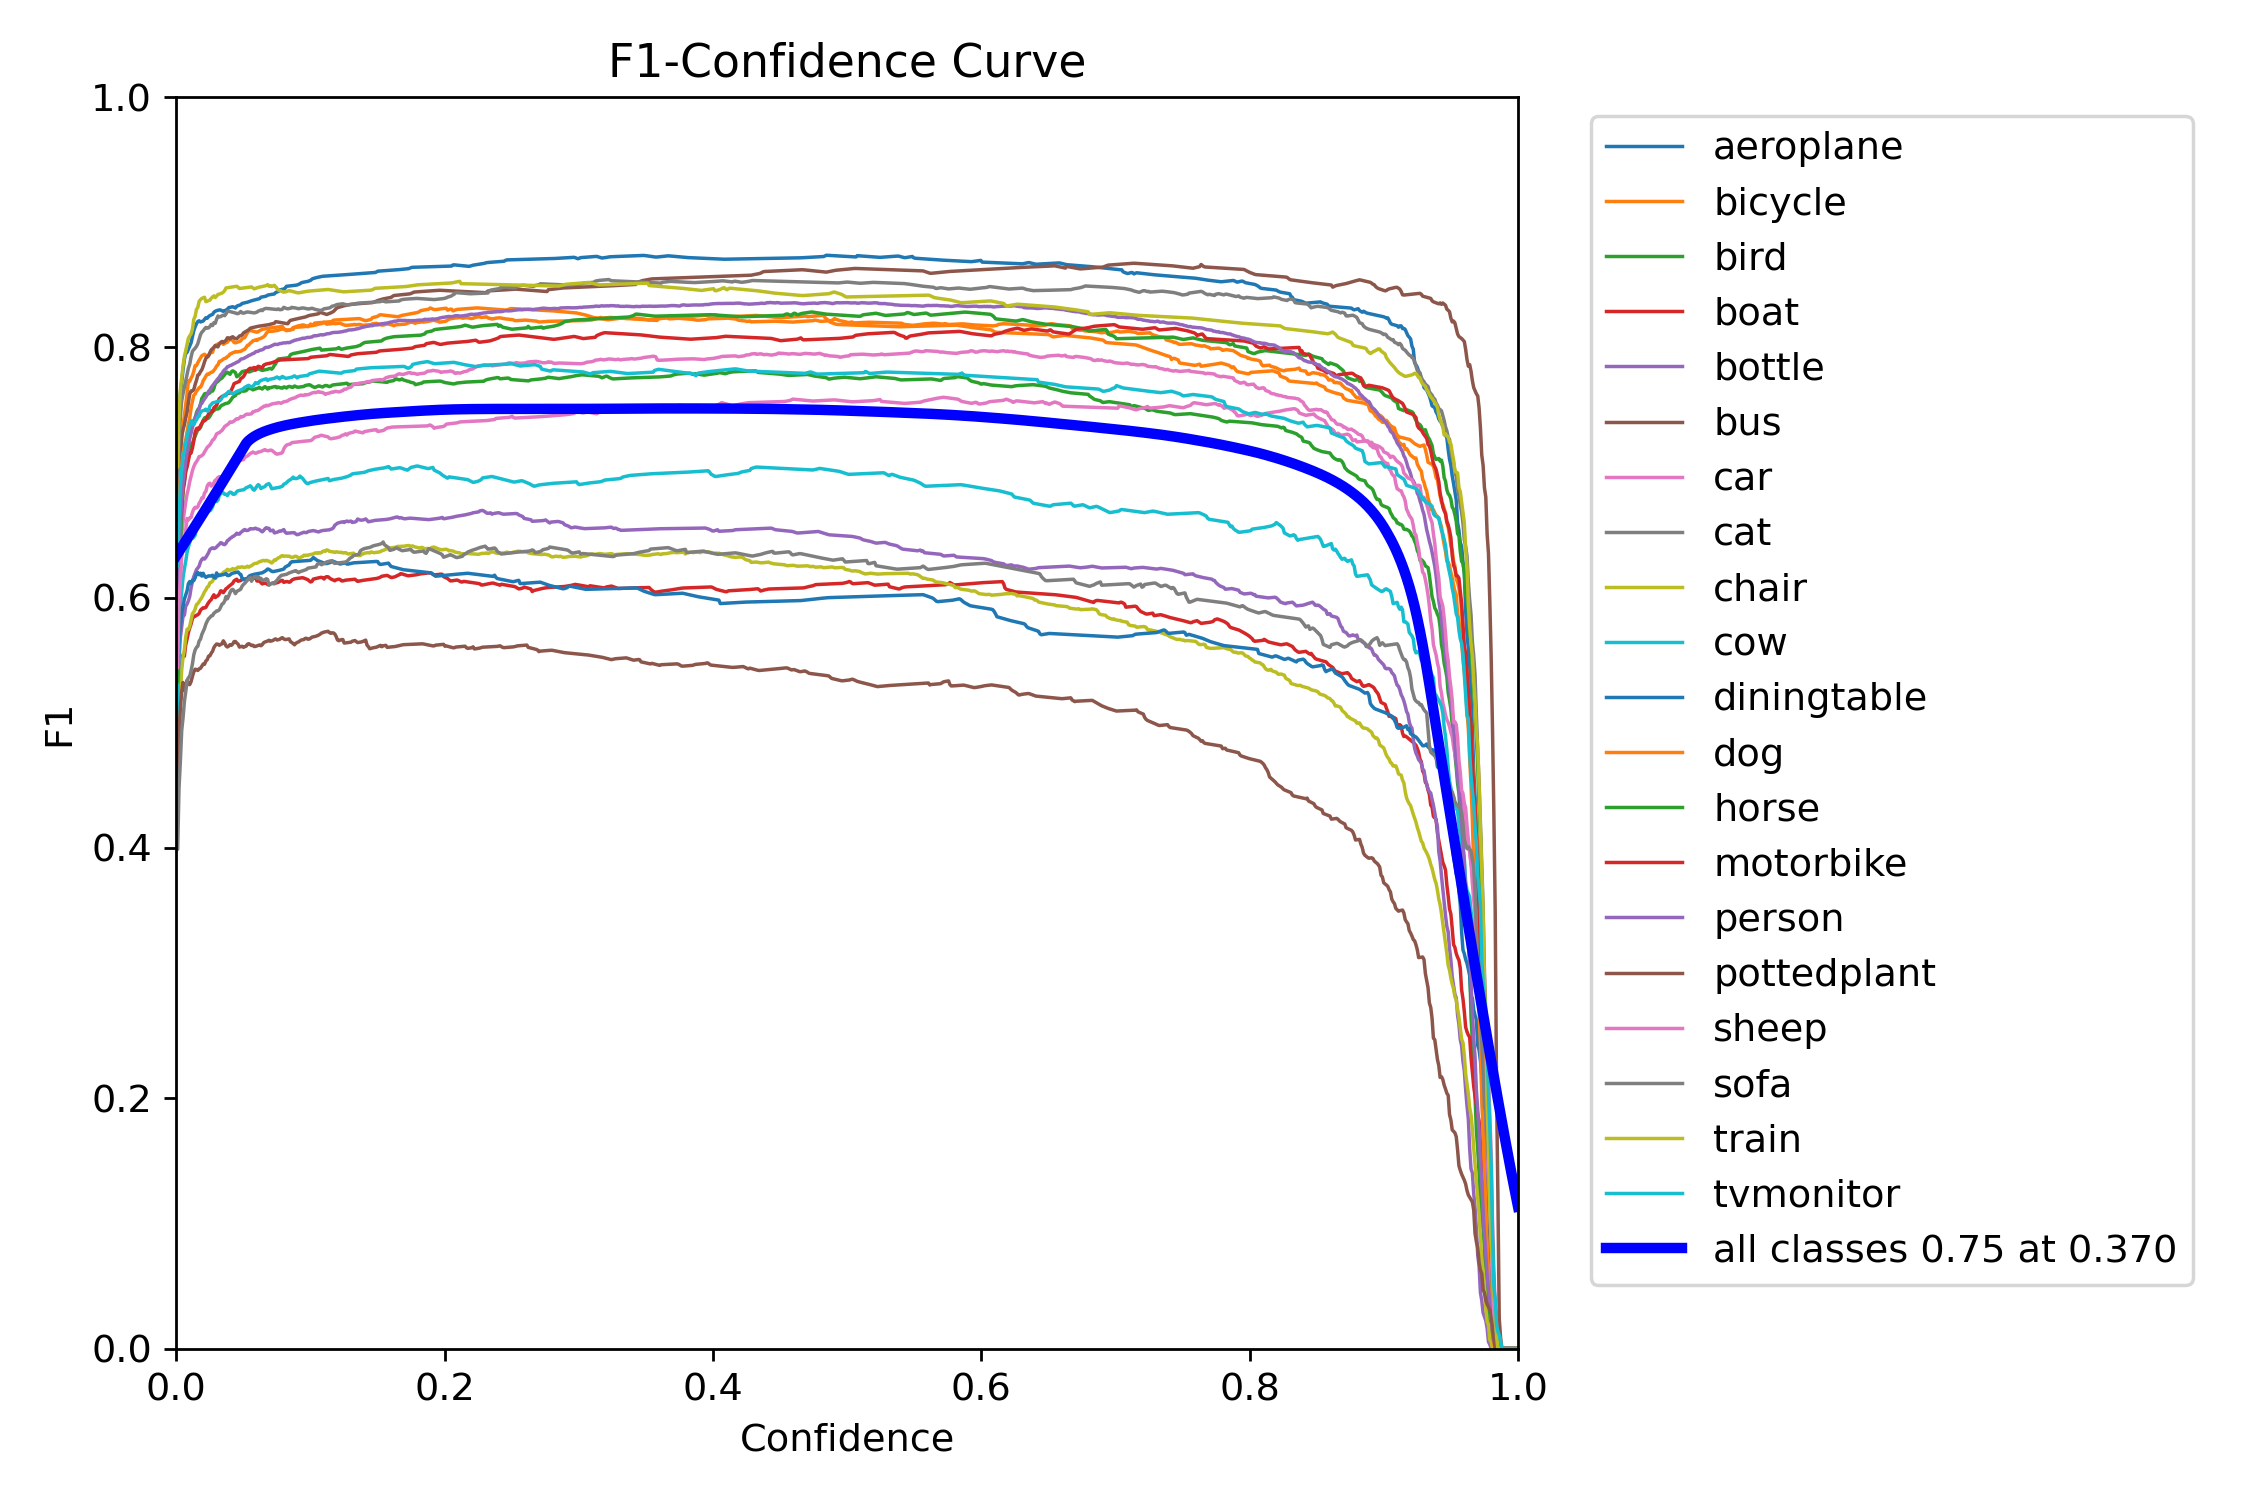 F1-Confidence Curve
1.0
0.8
0.6
0.4
0.2
0.0
F1
0.0 0.2 0.4 0.6 0.8 1.0
Confidence
aeroplane
bicycle
bird
boat
bottle
bus
car
cat
chair
cow
diningtable
dog
horse
motorbike
person
pottedplant
sheep
sofa
train
tvmonitor
all classes 0.75 at 0.370